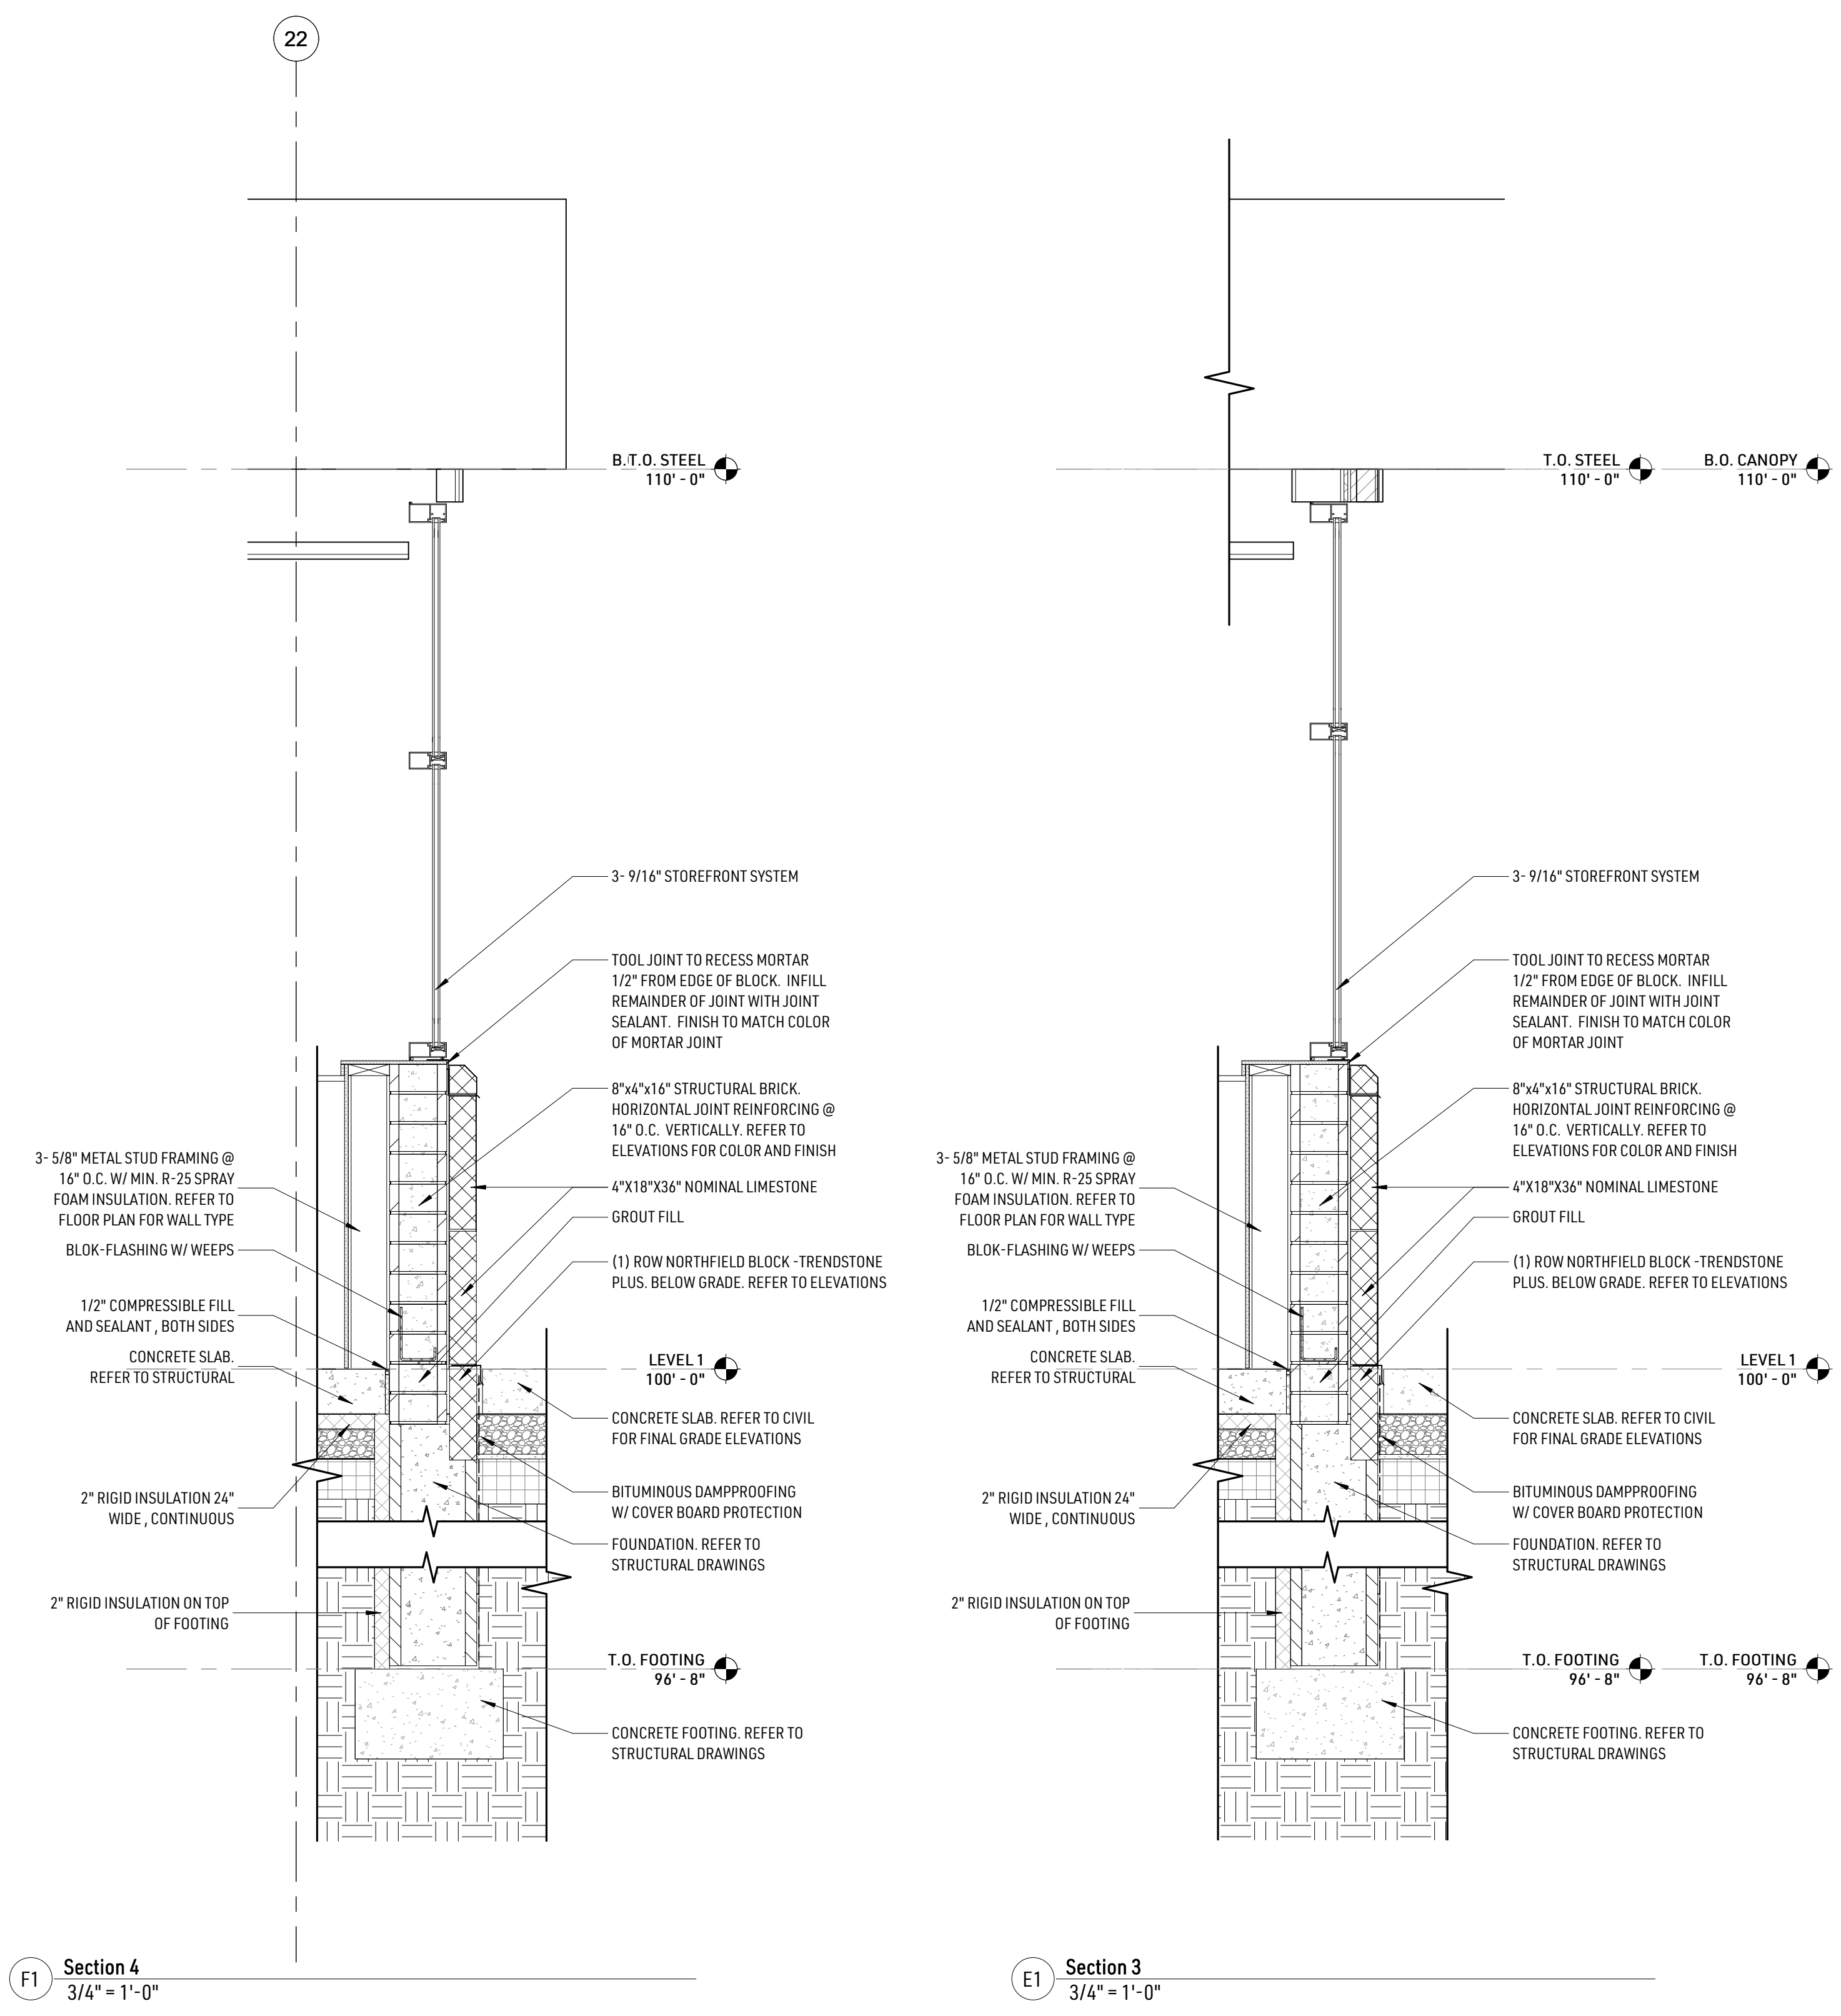 22
B.T.O. STEEL
110' - 0"
3- 9/16" STOREFRONT SYSTEM
TOOL JOINT TO RECESS MORTAR
1/2" FROM EDGE OF BLOCK.  INFILL
REMAINDER OF JOINT WITH JOINT
SEALANT.  FINISH TO MATCH COLOR
OF MORTAR JOINT
8"x4"x16" STRUCTURAL BRICK.
HORIZONTAL JOINT REINFORCING @
16" O.C.  VERTICALLY. REFER TO
ELEVATIONS FOR COLOR AND FINISH
3- 5/8" METAL STUD FRAMING @
16" O.C. W/ MIN. R-25 SPRAY
FOAM INSULATION. REFER TO
FLOOR PLAN FOR WALL TYPE
4"X18"X36" NOMINAL LIMESTONE
GROUT FILL
BLOK-FLASHING W/ WEEPS
(1) ROW NORTHFIELD BLOCK -TRENDSTONE
PLUS. BELOW GRADE. REFER TO ELEVATIONS
1/2" COMPRESSIBLE FILL
AND SEALANT , BOTH SIDES
CONCRETE SLAB.
REFER TO STRUCTURAL
LEVEL 1
100' - 0"
CONCRETE SLAB. REFER TO CIVIL
FOR FINAL GRADE ELEVATIONS
2" RIGID INSULATION 24"
WIDE , CONTINUOUS
BITUMINOUS DAMPPROOFING
W/ COVER BOARD PROTECTION
FOUNDATION. REFER TO
STRUCTURAL DRAWINGS
2" RIGID INSULATION ON TOP
OF FOOTING
T.O. FOOTING
96' - 8"
CONCRETE FOOTING. REFER TO
STRUCTURAL DRAWINGS
F1
Section 4
3/4" = 1'-0"
T.O. STEEL
110' - 0"
B.O. CANOPY
110' - 0"
3- 9/16" STOREFRONT SYSTEM
TOOL JOINT TO RECESS MORTAR
1/2" FROM EDGE OF BLOCK.  INFILL
REMAINDER OF JOINT WITH JOINT
SEALANT.  FINISH TO MATCH COLOR
OF MORTAR JOINT
8"x4"x16" STRUCTURAL BRICK.
HORIZONTAL JOINT REINFORCING @
16" O.C.  VERTICALLY. REFER TO
ELEVATIONS FOR COLOR AND FINISH
3- 5/8" METAL STUD FRAMING @
16" O.C. W/ MIN. R-25 SPRAY
FOAM INSULATION. REFER TO
FLOOR PLAN FOR WALL TYPE
4"X18"X36" NOMINAL LIMESTONE
GROUT FILL
BLOK-FLASHING W/ WEEPS
(1) ROW NORTHFIELD BLOCK -TRENDSTONE
PLUS. BELOW GRADE. REFER TO ELEVATIONS
1/2" COMPRESSIBLE FILL
AND SEALANT , BOTH SIDES
CONCRETE SLAB.
REFER TO STRUCTURAL
LEVEL 1
100' - 0"
CONCRETE SLAB. REFER TO CIVIL
FOR FINAL GRADE ELEVATIONS
2" RIGID INSULATION 24"
WIDE , CONTINUOUS
BITUMINOUS DAMPPROOFING
W/ COVER BOARD PROTECTION
FOUNDATION. REFER TO
STRUCTURAL DRAWINGS
2" RIGID INSULATION ON TOP
OF FOOTING
T.O. FOOTING
96' - 8"
T.O. FOOTING
96' - 8"
CONCRETE FOOTING. REFER TO
STRUCTURAL DRAWINGS
E1
Section 3
3/4" = 1'-0"